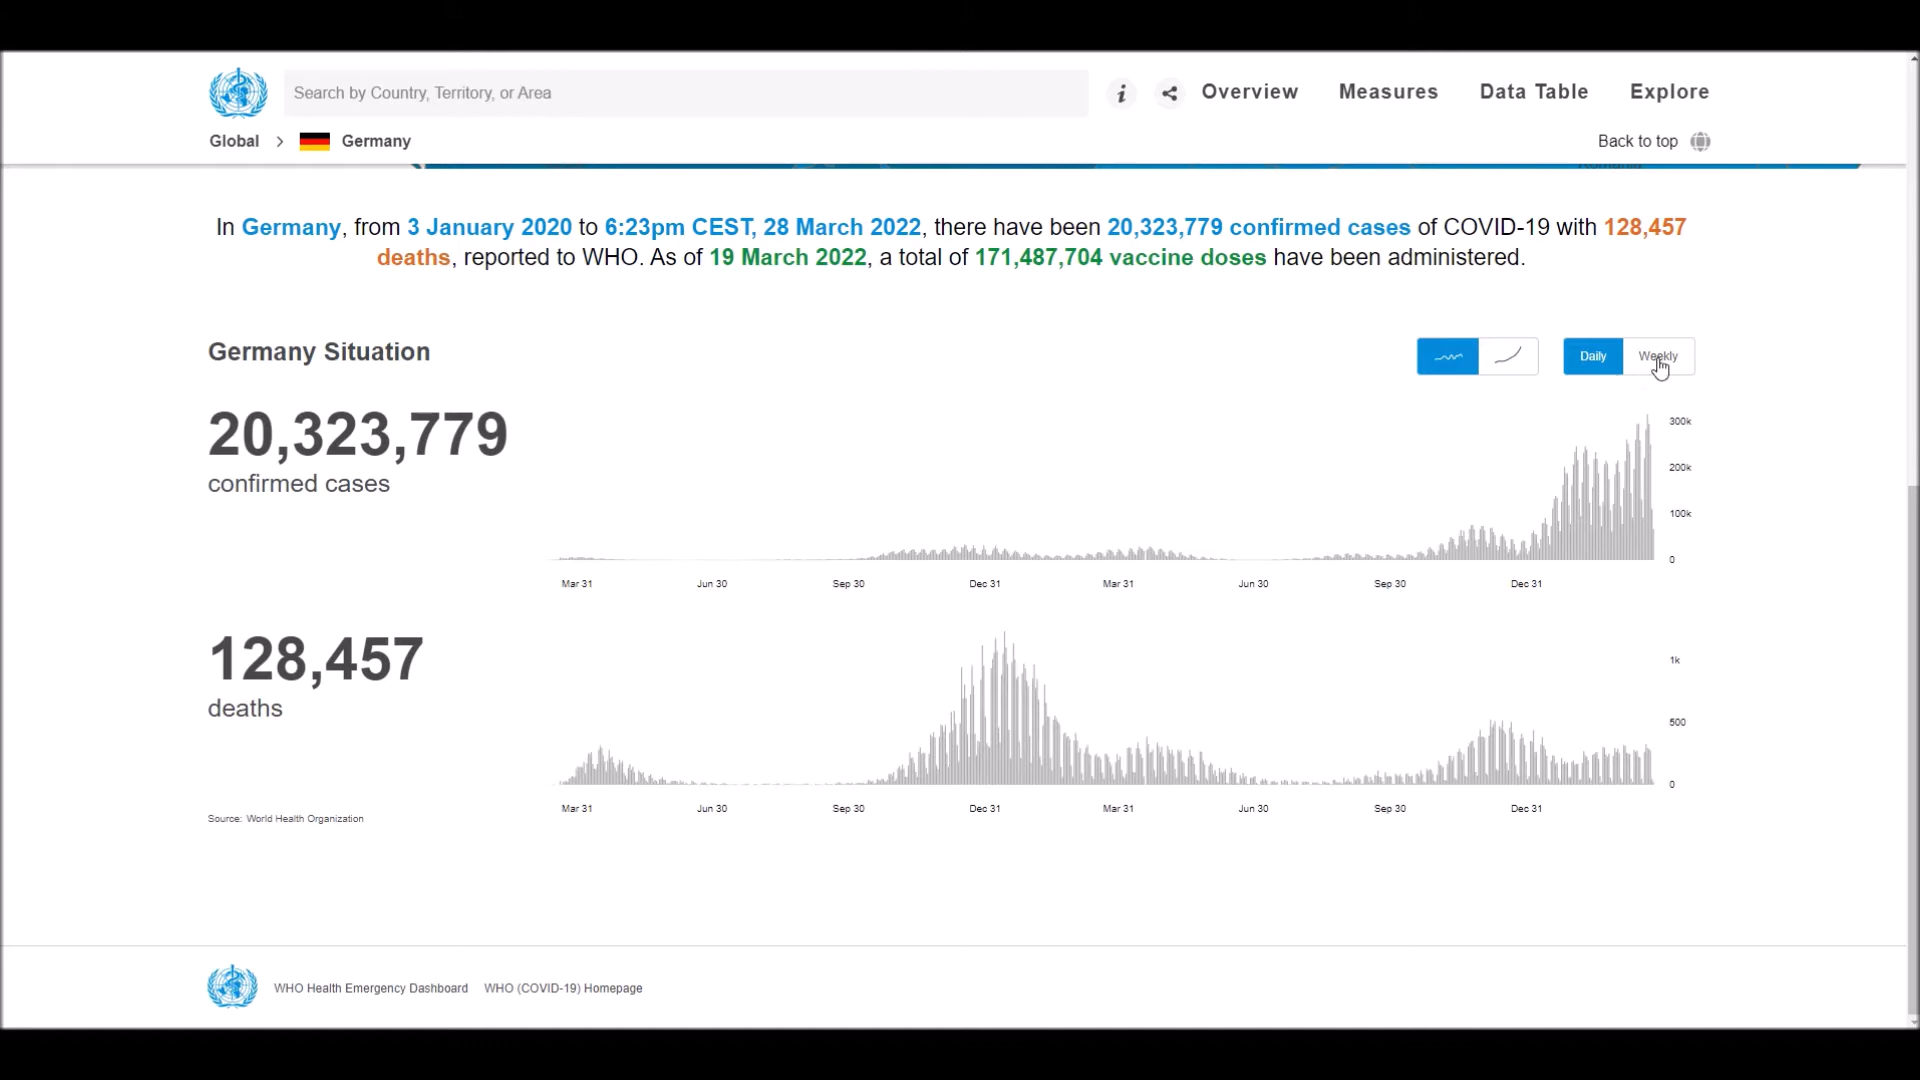 Search by Country, Territory, or Area
Overview
Measures
Data Table
Explore
Global > Germany
Back to top
In Germany, from 3 January 2020 to 6:23pm CEST, 28 March 2022, there have been 20,323,779 confirmed cases of COVID-19 with 128,457
deaths, reported to WHO. As of 19 March 2022, a total of 171,487,704 vaccine doses have been administered.
Germany Situation
Daily
Weekly
20,323,779
confirmed cases
300k
200k
100k
0
Mar 31 Jun 30 Sep 30 Dec 31 Mar 31 Jun 30 Sep 30 Dec 31
128,457
deaths
1k
500
0
Mar 31 Jun 30 Sep 30 Dec 31 Mar 31 Jun 30 Sep 30 Dec 31
Source: World Health Organization
WHO Health Emergency Dashboard WHO (COVID-19) Homepage